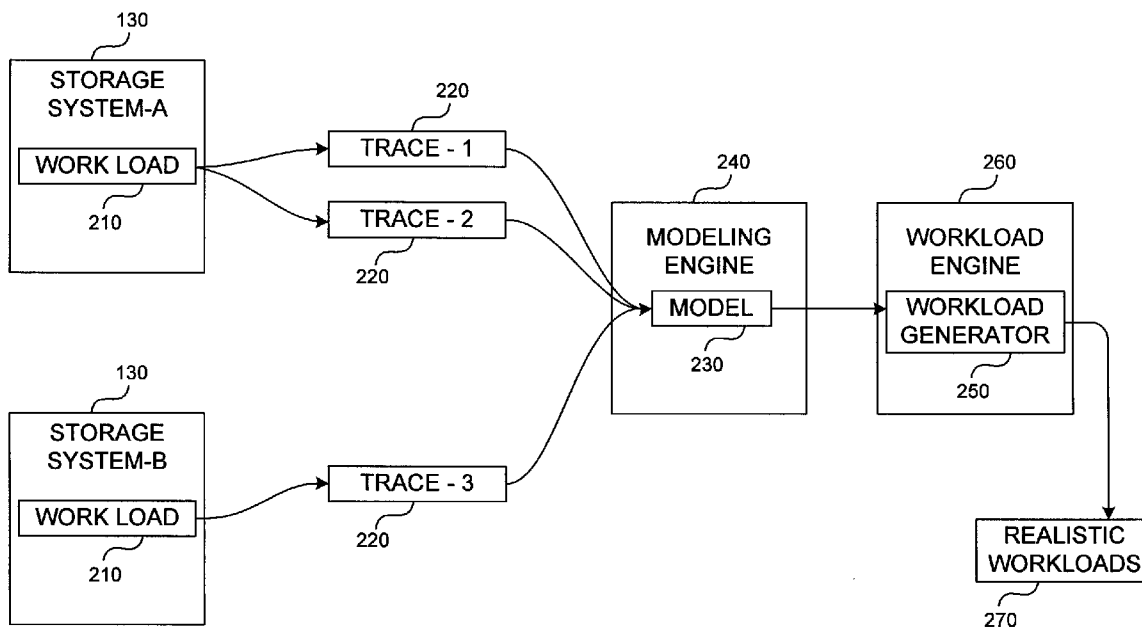 130
STORAGE
SYSTEM-A
WORK LOAD
210
220
TRACE - 1
TRACE - 2
220
240
MODELING
ENGINE
MODEL
230
260
WORKLOAD
ENGINE
WORKLOAD
GENERATOR
250
130
STORAGE
SYSTEM-B
WORK LOAD
210
TRACE - 3
220
REALISTIC
WORKLOADS
270